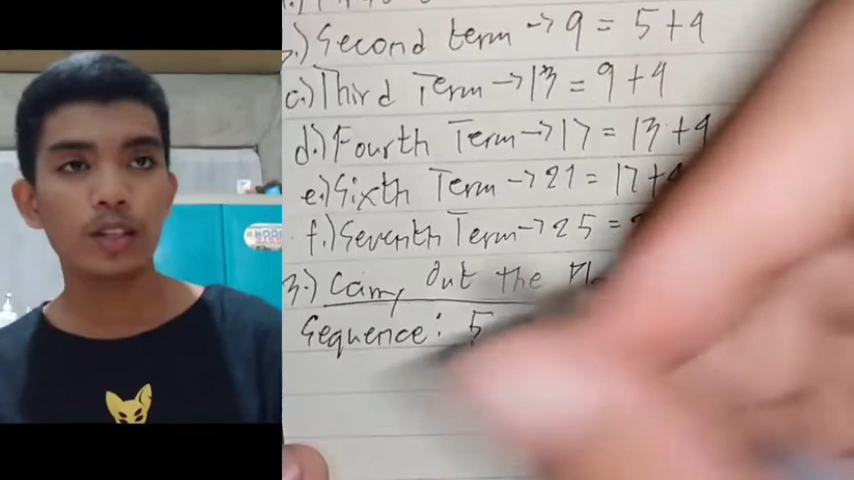 b.) Second term -> 9 = 5+4
c.) Third Term -> 13 = 9+4
d.) Fourth Term -> 17 = 13+4
e.) Sixth Term -> 21 = 17+4
f.) Seventh Term -> 25 =
3.) Carry Out the
Sequence: 5